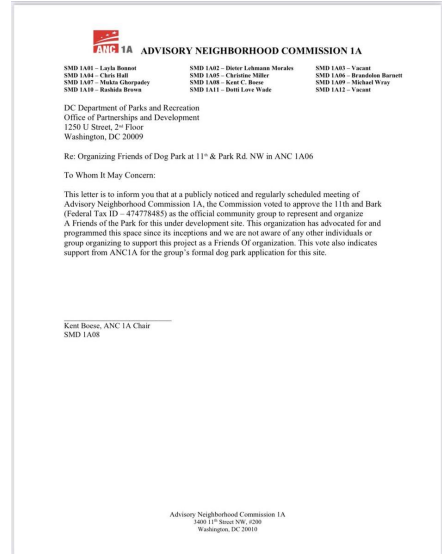 ANC 1A ADVISORY NEIGHBORHOOD COMMISSION 1A
SMD 1A01 – Layla Bonnot SMD 1A02 – Dieter Lehmann Morales SMD 1A03 – Vacant
SMD 1A04 – Chris Hall SMD 1A05 – Christine Miller SMD 1A06 – Brandolon Barnett
SMD 1A07 – Mukta Ghorpadey SMD 1A08 – Kent C. Boese SMD 1A09 – Michael Wray
SMD 1A10 – Rashida Brown SMD 1A11 – Dotti Love Wade SMD 1A12 – Vacant
DC Department of Parks and Recreation
Office of Partnerships and Development
1250 U Street, 2nd Floor
Washington, DC 20009
Re: Organizing Friends of Dog Park at 11th & Park Rd. NW in ANC 1A06
To Whom It May Concern:
This letter is to inform you that at a publicly noticed and regularly scheduled meeting of
Advisory Neighborhood Commission 1A, the Commission voted to approve the 11th and Bark
(Federal Tax ID – 474778485) as the official community group to represent and organize
A Friends of the Park for this under development site. This organization has advocated for and
programmed this space since its inceptions and we are not aware of any other individuals or
group organizing to support this project as a Friends Of organization. This vote also indicates
support from ANC1A for the group's formal dog park application for this site.
Kent Boese, ANC 1A Chair
SMD 1A08
Advisory Neighborhood Commission 1A
3400 11th Street NW, #200
Washington, DC 20010